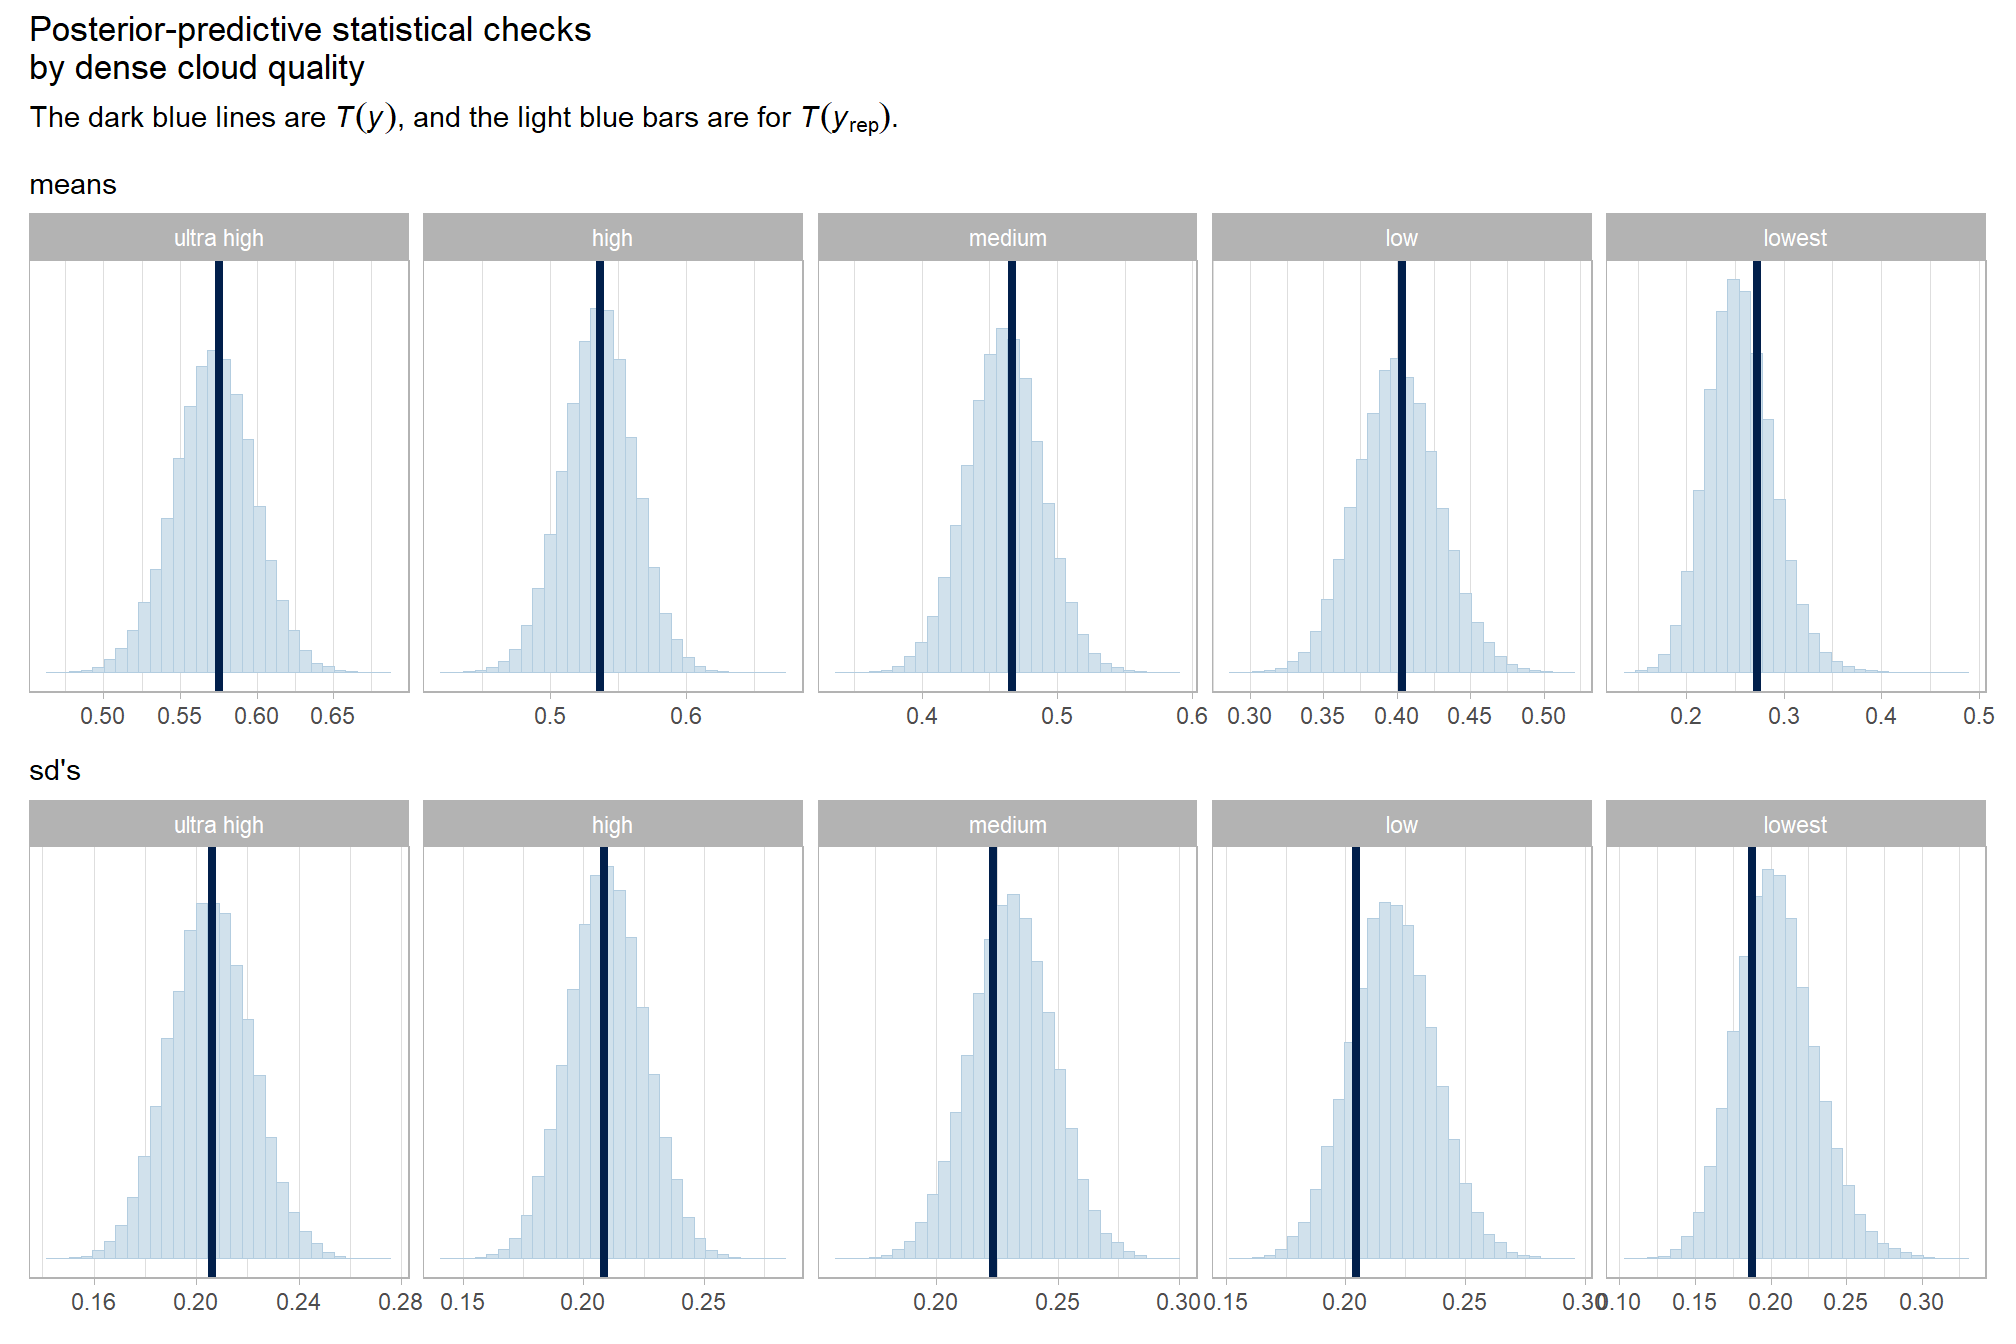 Posterior-predictive statistical checks
by dense cloud quality
The dark blue lines are T(y), and the light blue bars are for T(y_rep).
means
ultra high high medium low lowest
0.50 0.55 0.60 0.65 0.5 0.6 0.4 0.5 0.6 0.30 0.35 0.40 0.45 0.50 0.2 0.3 0.4 0.5
sd's
ultra high high medium low lowest
0.16 0.20 0.24 0.28 0.15 0.20 0.25 0.20 0.25 0.30 0.15 0.20 0.25 0.30 0.10 0.15 0.20 0.25 0.30